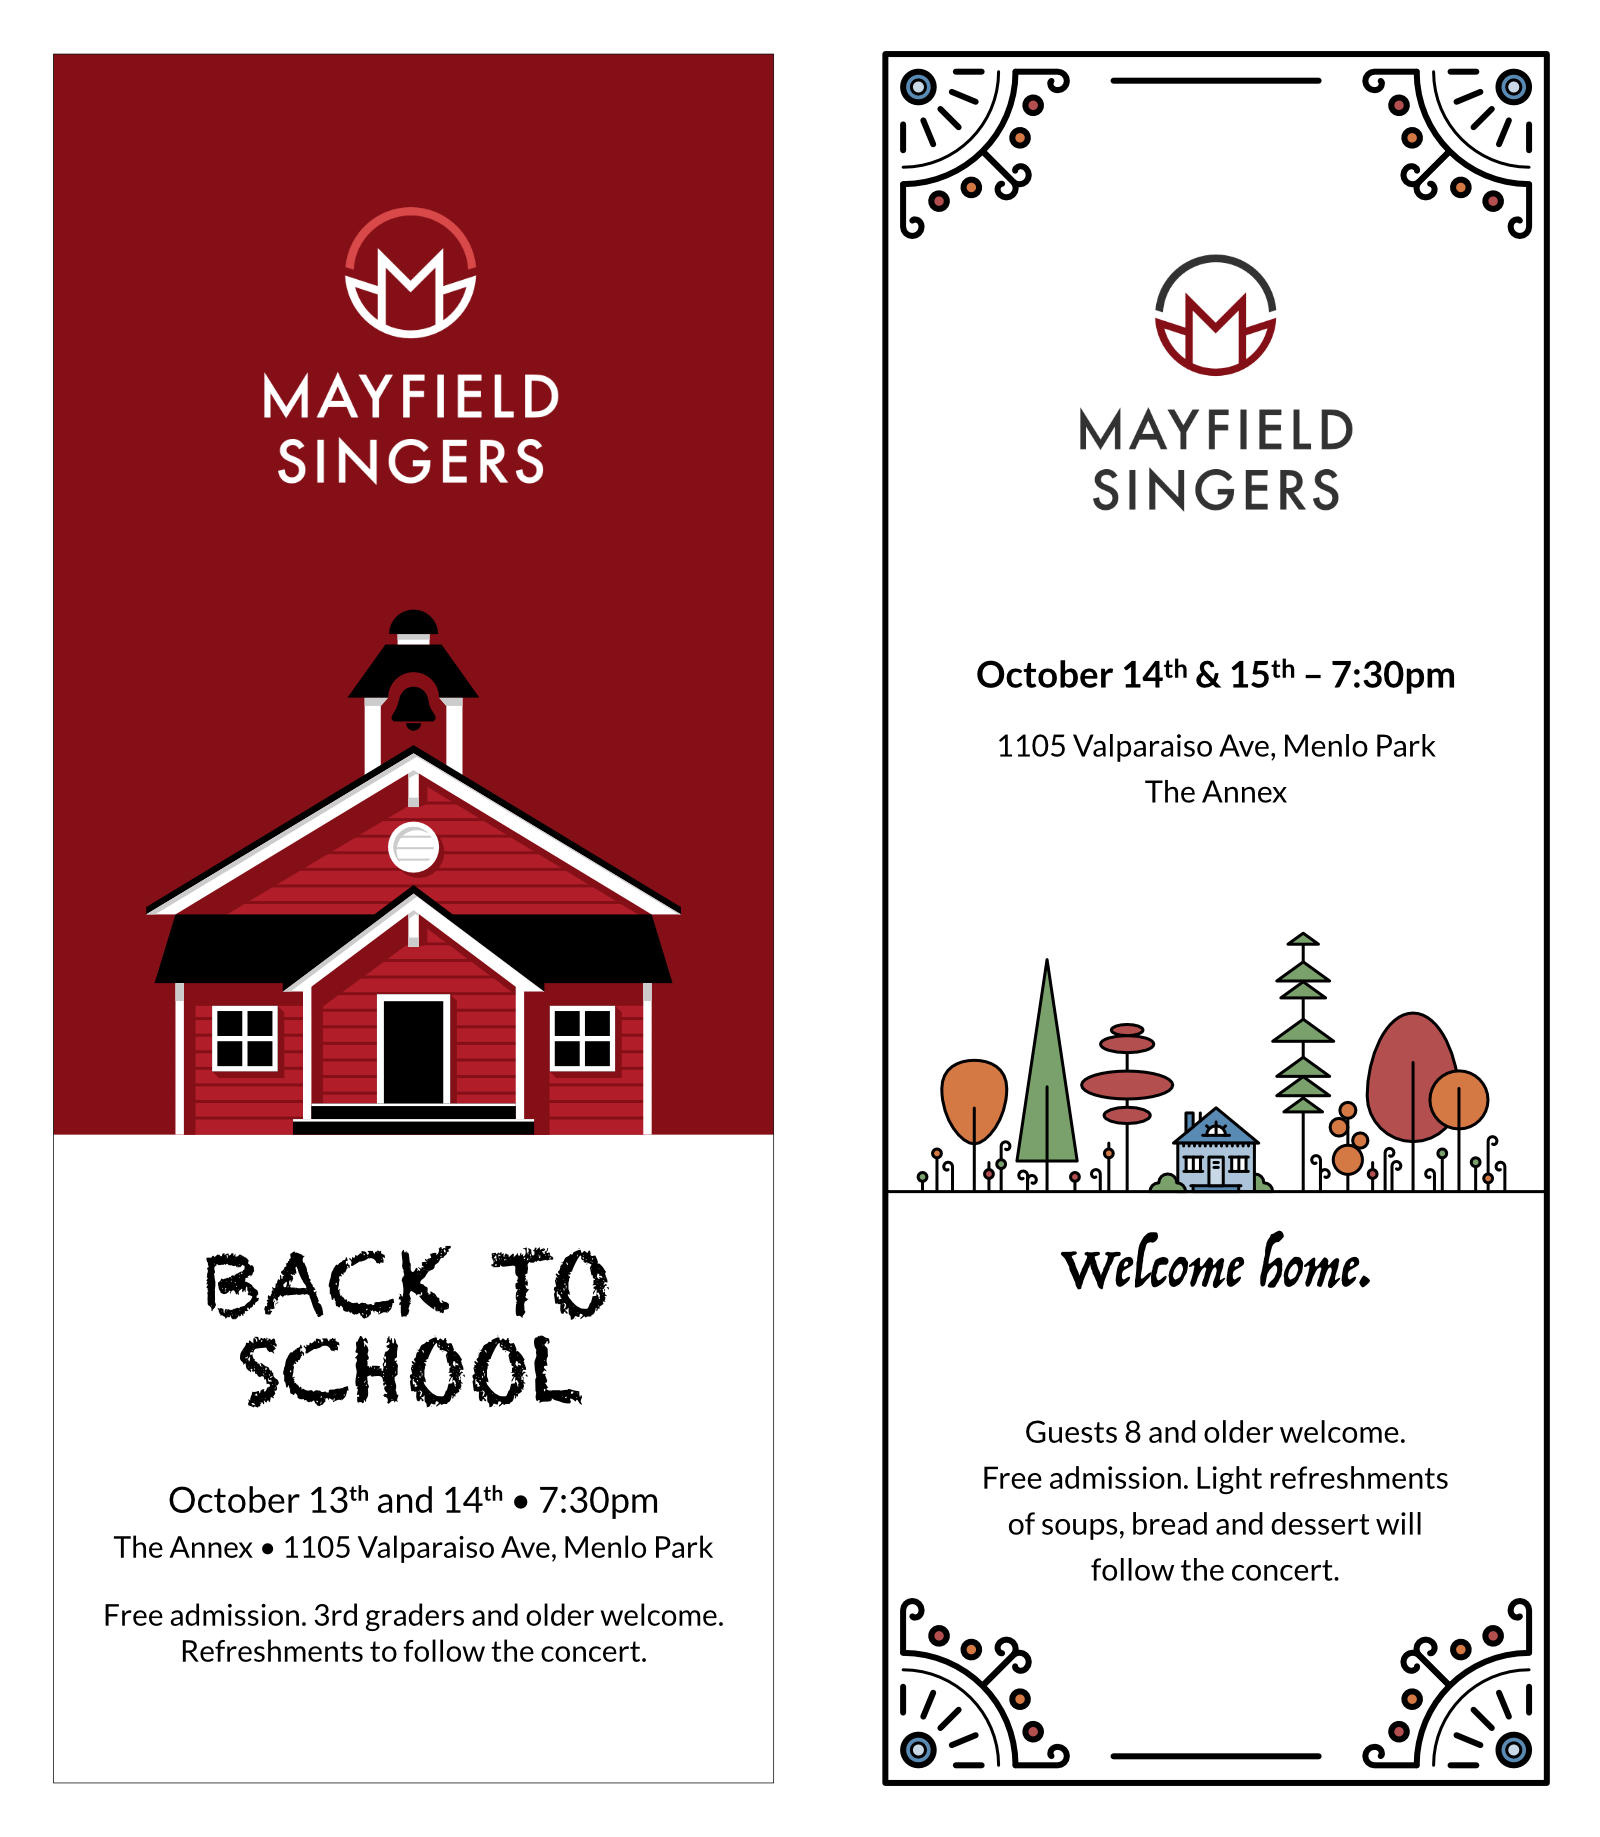 MAYFIELD
SINGERS
BACK TO
SCHOOL
October 13th and 14th • 7:30pm
The Annex • 1105 Valparaiso Ave, Menlo Park
Free admission. 3rd graders and older welcome.
Refreshments to follow the concert.
MAYFIELD
SINGERS
October 14th & 15th – 7:30pm
1105 Valparaiso Ave, Menlo Park
The Annex
Welcome home.
Guests 8 and older welcome.
Free admission. Light refreshments
of soups, bread and dessert will
follow the concert.